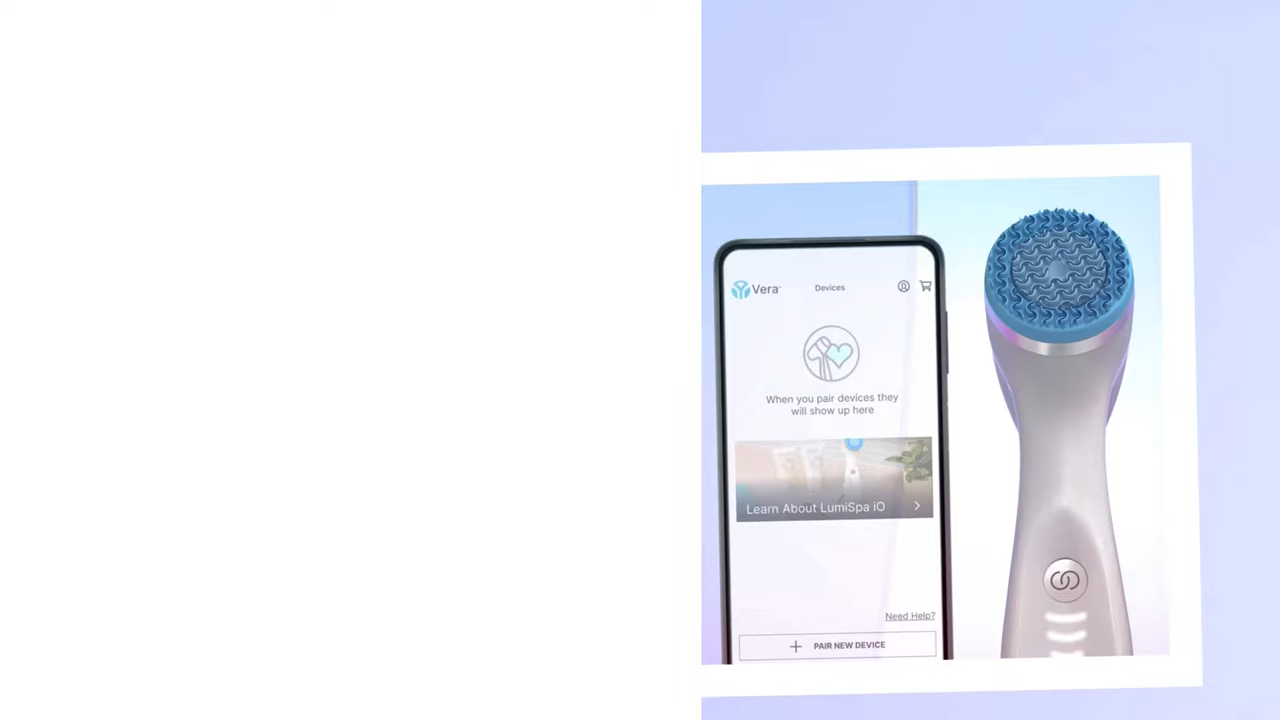 Vera
Devices
When you pair devices they
will show up here
Learn About LumiSpa iO
Need Help?
PAIR NEW DEVICE